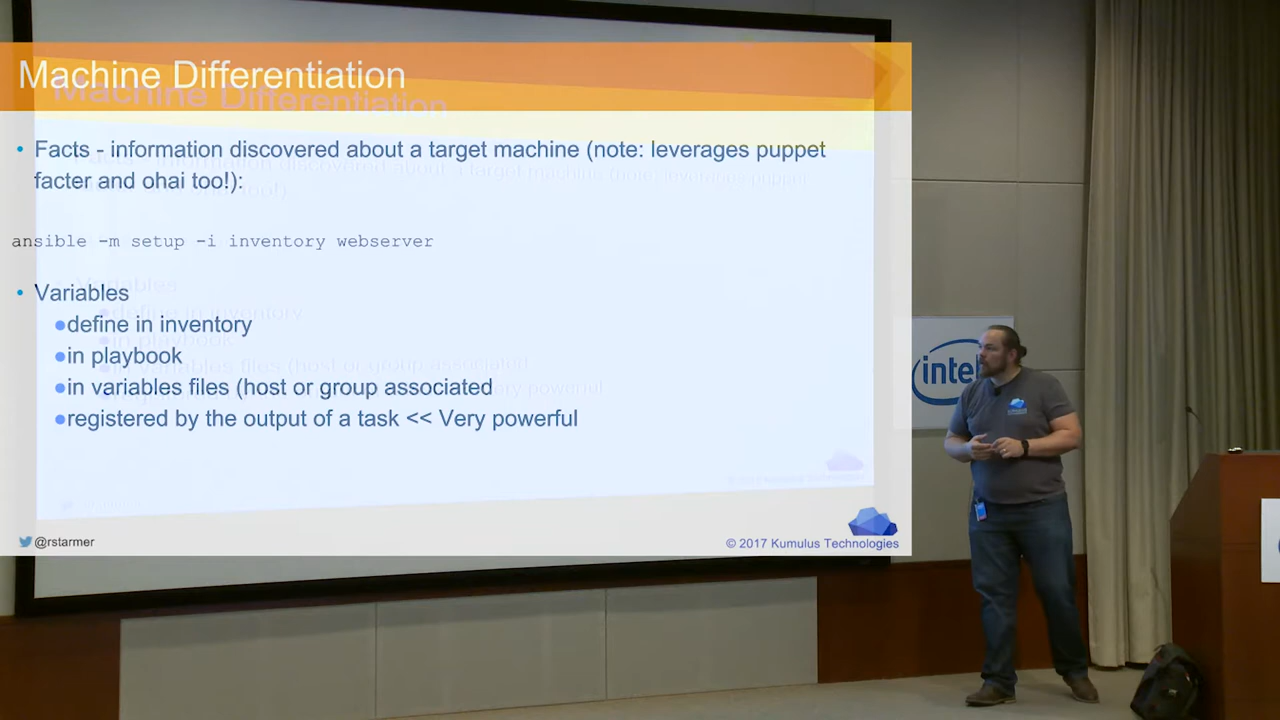 Machine Differentiation
• Facts - information discovered about a target machine (note: leverages puppet
facter and ohai too!):
ansible -m setup -i inventory webserver
• Variables
●define in inventory
●in playbook
●in variables files (host or group associated
●registered by the output of a task << Very powerful
@rstarmer
© 2017 Kumulus Technologies
intel
KUMULUS